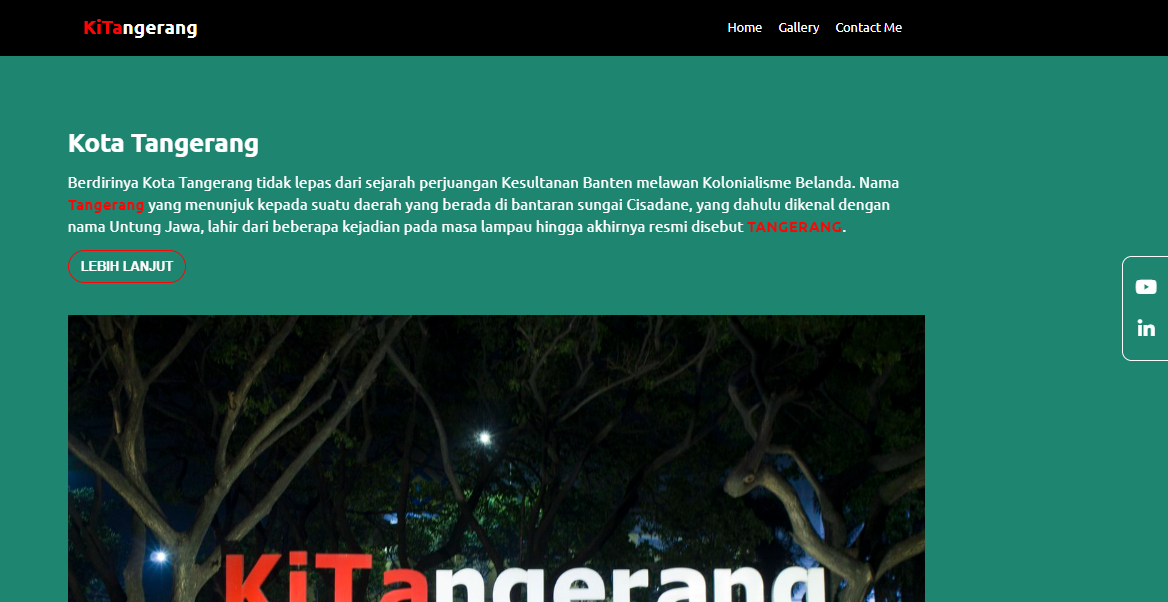 KiTangerang
Home Gallery Contact Me
Kota Tangerang
Berdirinya Kota Tangerang tidak lepas dari sejarah perjuangan Kesultanan Banten melawan Kolonialisme Belanda. Nama
Tangerang yang menunjuk kepada suatu daerah yang berada di bantaran sungai Cisadane, yang dahulu dikenal dengan
nama Untung Jawa, lahir dari beberapa kejadian pada masa lampau hingga akhirnya resmi disebut TANGERANG.
LEBIH LANJUT
in
KiTangerang